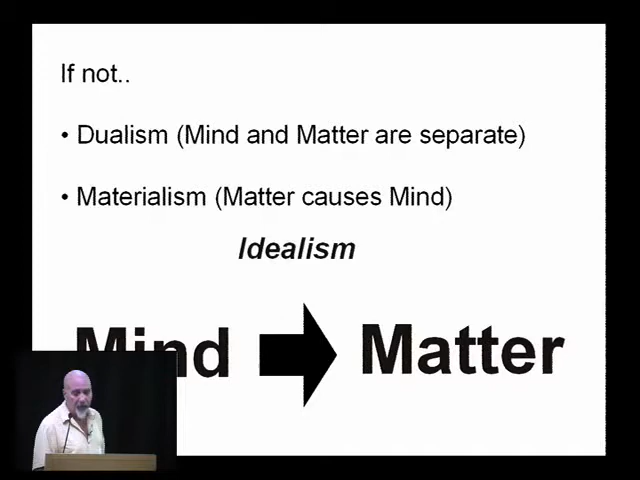 If not..
• Dualism (Mind and Matter are separate)
• Materialism (Matter causes Mind)
Idealism
Mind Matter